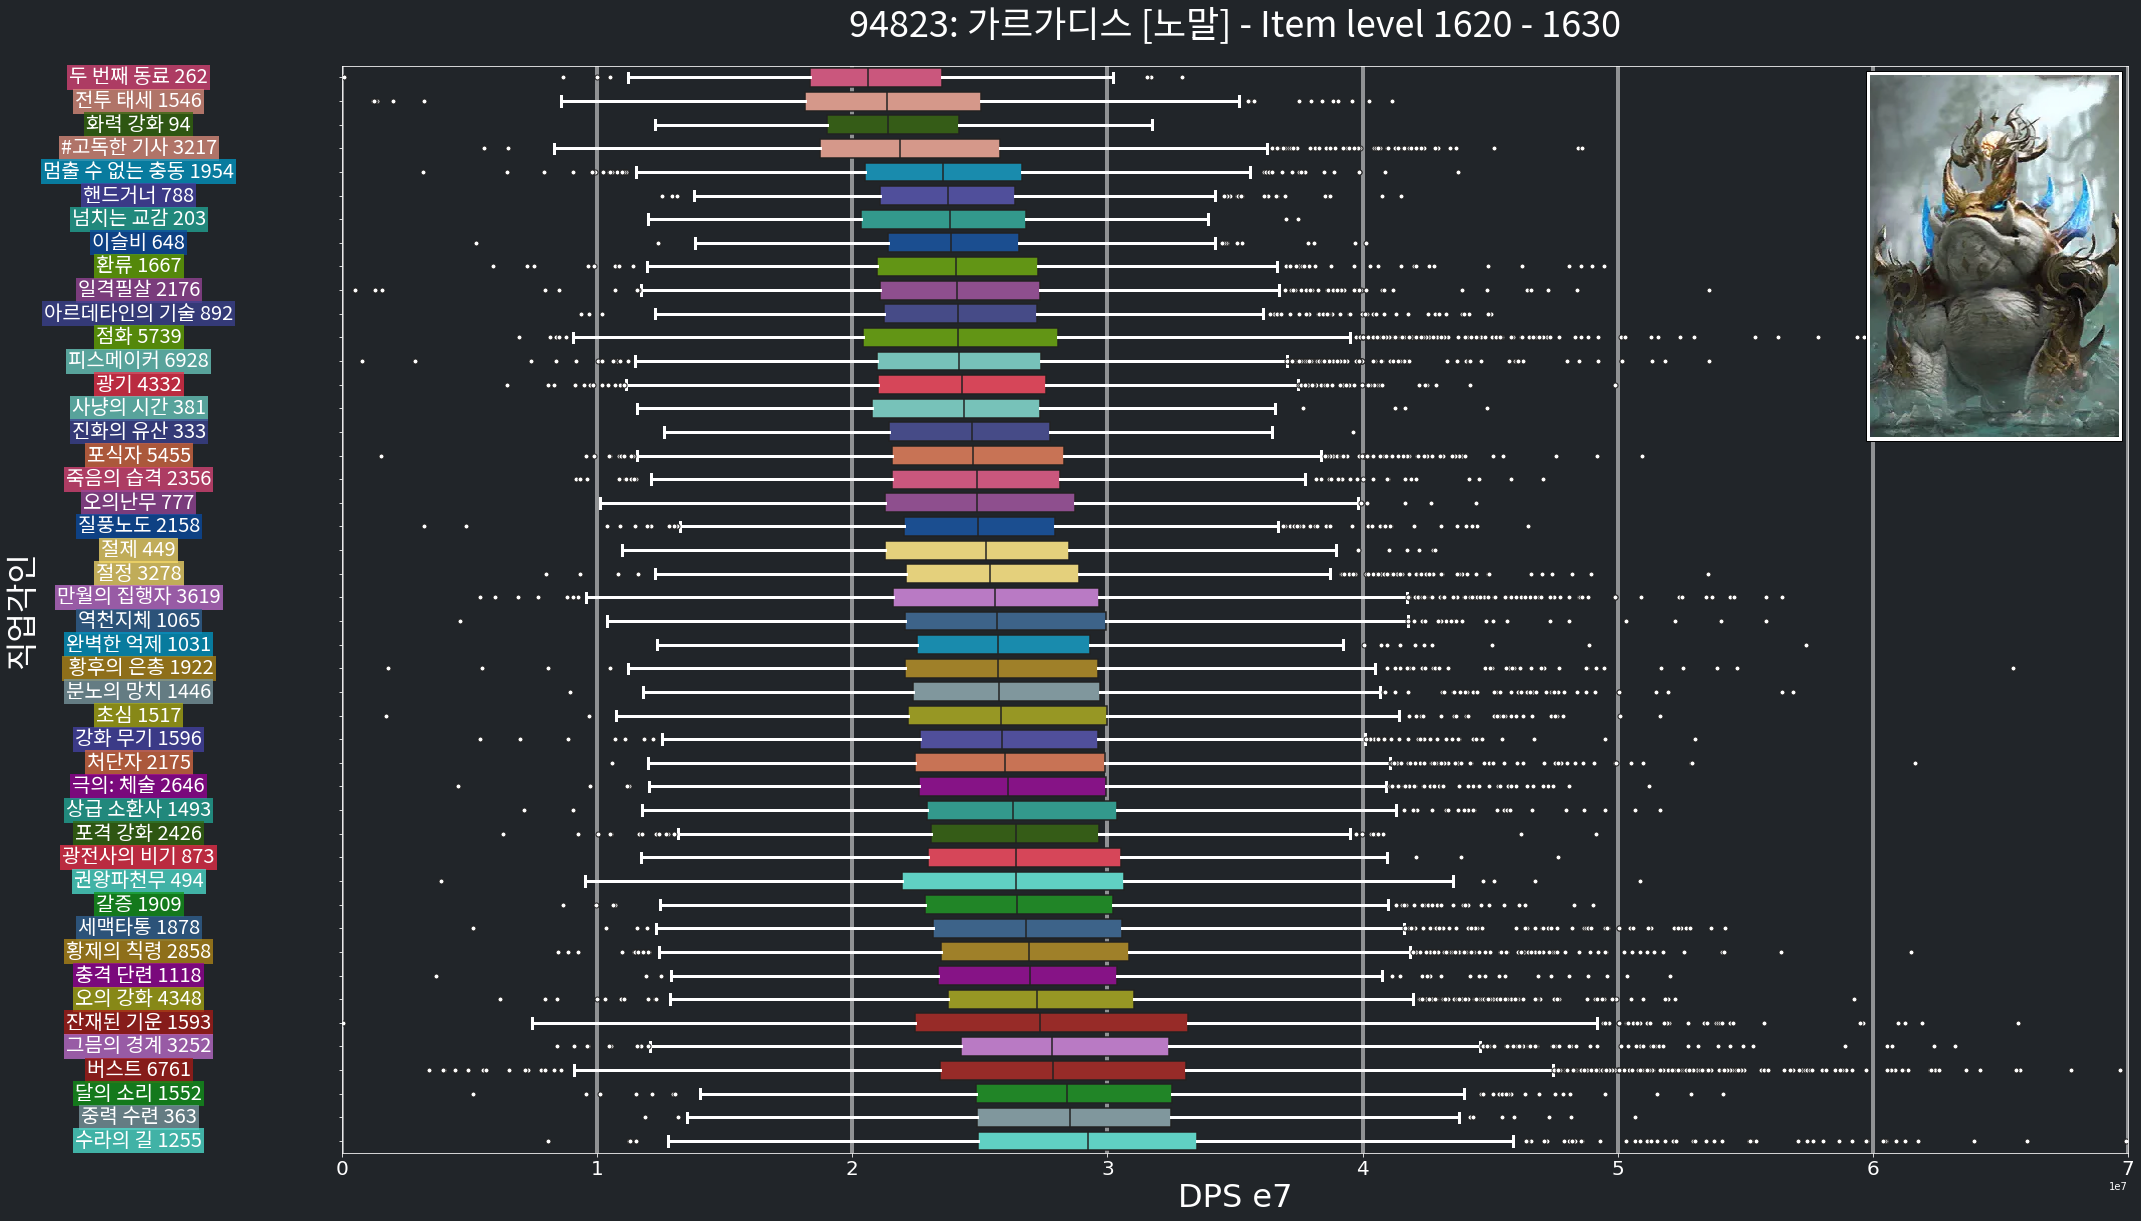 94823: 가르가디스 [노말] - Item level 1620 - 1630
두 번째 동료 262
전투 태세 1546
화력 강화 94
#고독한 기사 3217
멈출 수 없는 충동 1954
핸드거너 788
넘치는 교감 203
이슬비 648
환류 1667
일격필살 2176
아르데타인의 기술 892
점화 5739
피스메이커 6928
광기 4332
사냥의 시간 381
진화의 유산 333
포식자 5455
죽음의 습격 2356
오의난무 777
질풍노도 2158
절제 449
절정 3278
만월의 집행자 3619
역천지체 1065
완벽한 억제 1031
황후의 은총 1922
분노의 망치 1446
초심 1517
강화 무기 1596
처단자 2175
극의: 체술 2646
상급 소환사 1493
포격 강화 2426
광전사의 비기 873
권왕파천무 494
갈증 1909
세맥타통 1878
황제의 칙령 2858
충격 단련 1118
오의 강화 4348
잔재된 기운 1593
그믐의 경계 3252
버스트 6761
달의 소리 1552
중력 수련 363
수라의 길 1255
직업각인
0 1 2 3 4 5 6 7
DPS e7
1e7